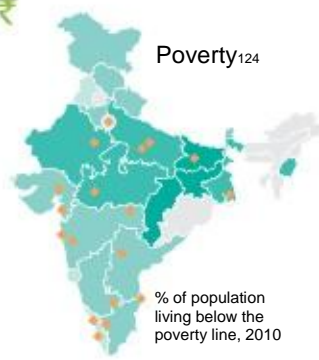 ₹
Poverty124
% of population
living below the
poverty line, 2010